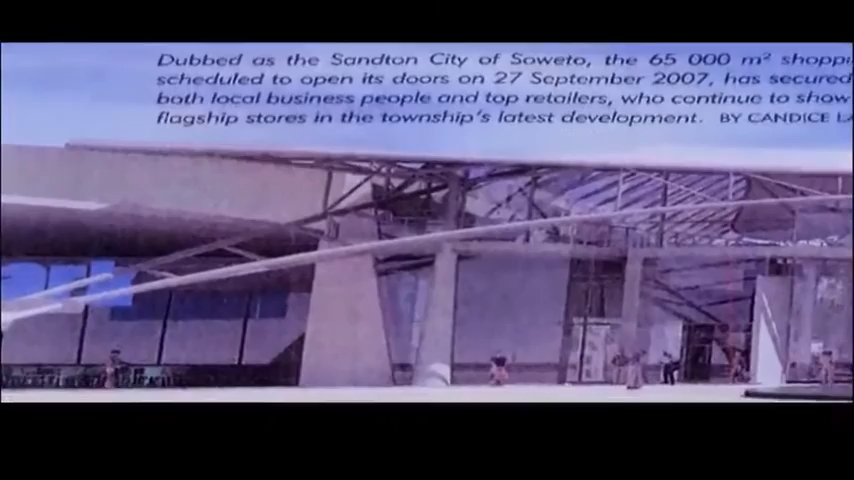 Dubbed as the Sandton City of Soweto, the 65 000 m² shoppi
scheduled to open its doors on 27 September 2007, has secured
both local business people and top retailers, who continue to show
flagship stores in the township's latest development. BY CANDICE LA